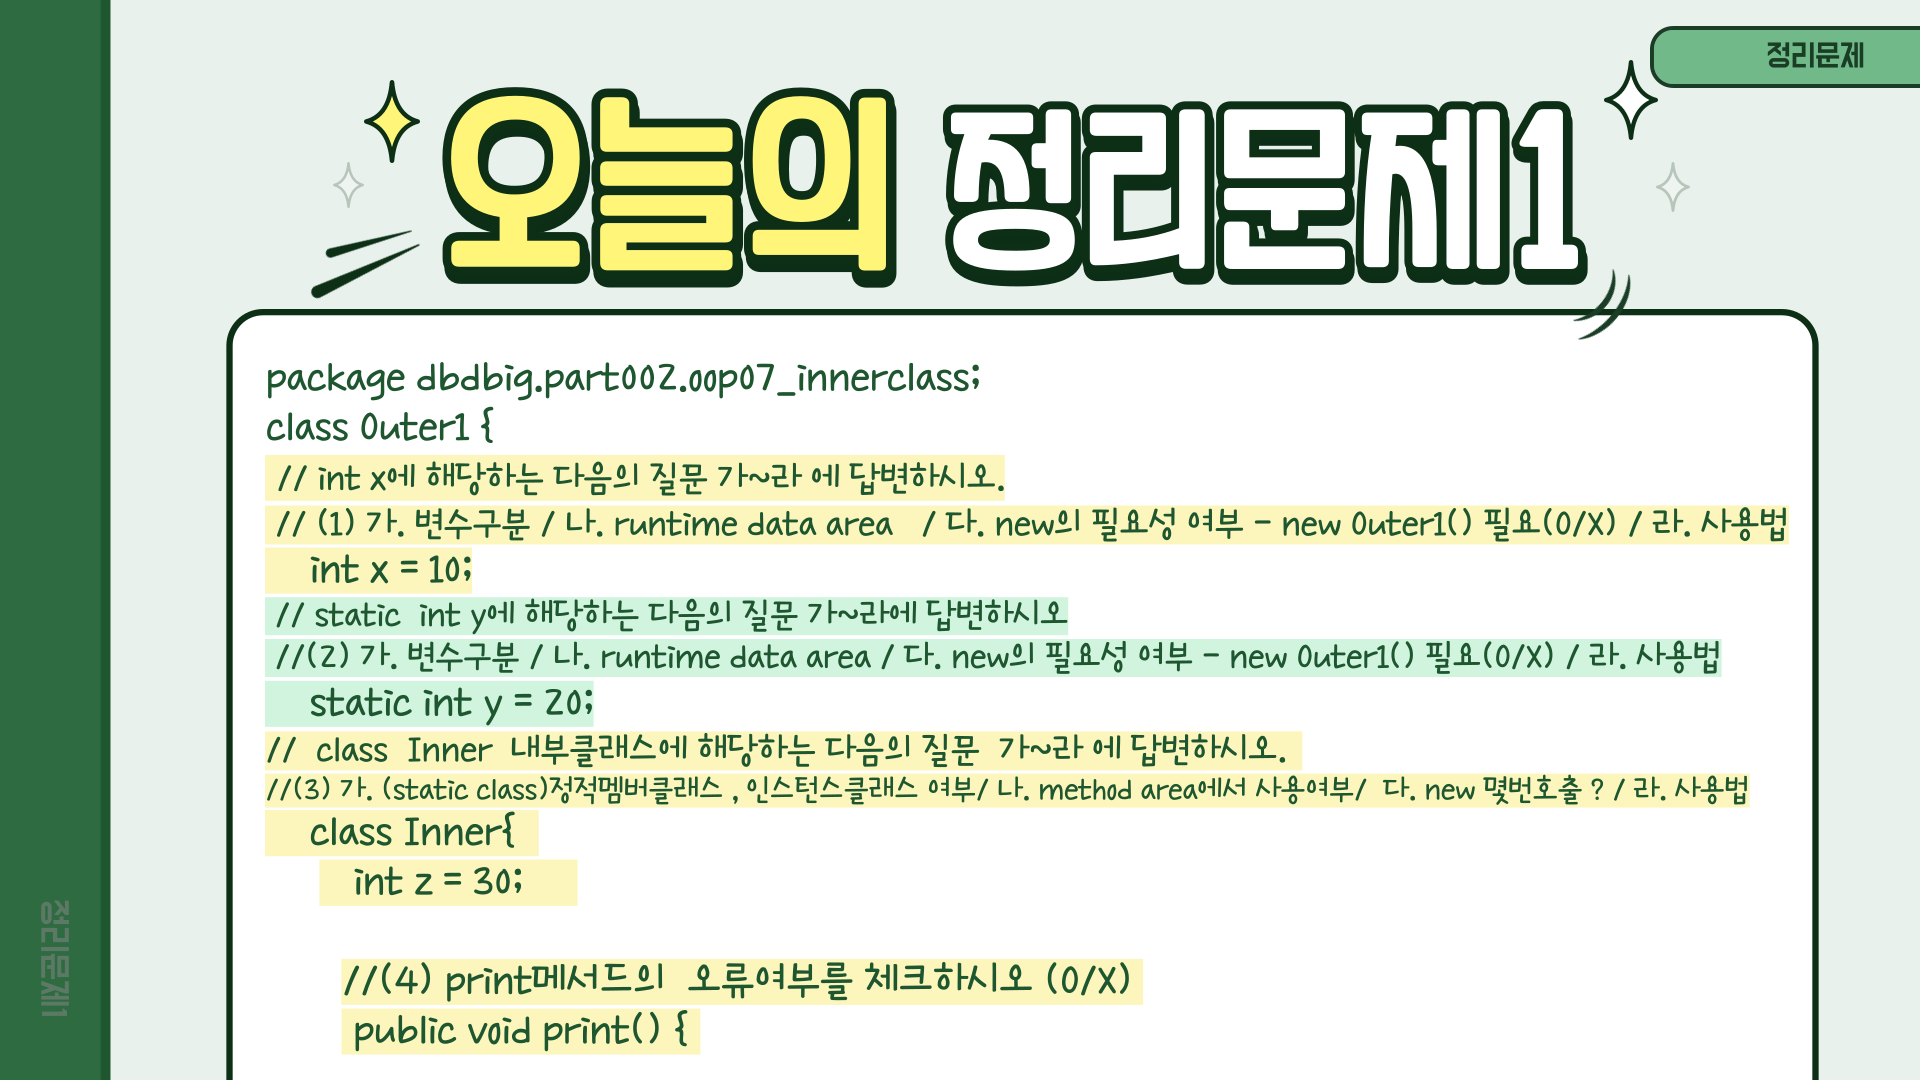 정리문제
오늘의 정리문제1
package dbdbig.part002.oop07_innerclass;
class Outer1 {
// int x에 해당하는 다음의 질문 가~라 에 답변하시오.
// (1) 가. 변수구분 / 나. runtime data area / 다. new의 필요성 여부 - new Outer1() 필요(O/X) / 라. 사용법
int x = 10;
// static int y에 해당하는 다음의 질문 가~라에 답변하시오
//(2) 가. 변수구분 / 나. runtime data area / 다. new의 필요성 여부 - new Outer1() 필요(O/X) / 라. 사용법
static int y = 20;
// class Inner 내부클래스에 해당하는 다음의 질문 가~라 에 답변하시오.
//(3) 가. (static class)정적멤버클래스 , 인스턴스클래스 여부/ 나. method area에서 사용여부/ 다. new 몇번호출 ? / 라. 사용법
class Inner{
int z = 30;
//(4) print메서드의 오류여부를 체크하시오 (O/X)
public void print() {
정리문제1